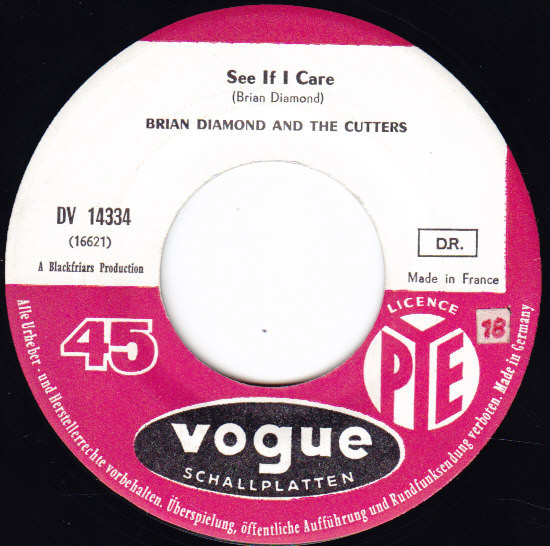 See If I Care
(Brian Diamond)
BRIAN DIAMOND AND THE CUTTERS
DV 14334
(16621)
A Blackfriars Production
D.R.
Made in France
45
LICENCE
PYE
18
vogue
SCHALLPLATTEN
Alle Urheber - und Herstellerrechte vorbehalten. Überspielung, öffentliche Aufführung und Rundfunksendung verboten. Made in Germany